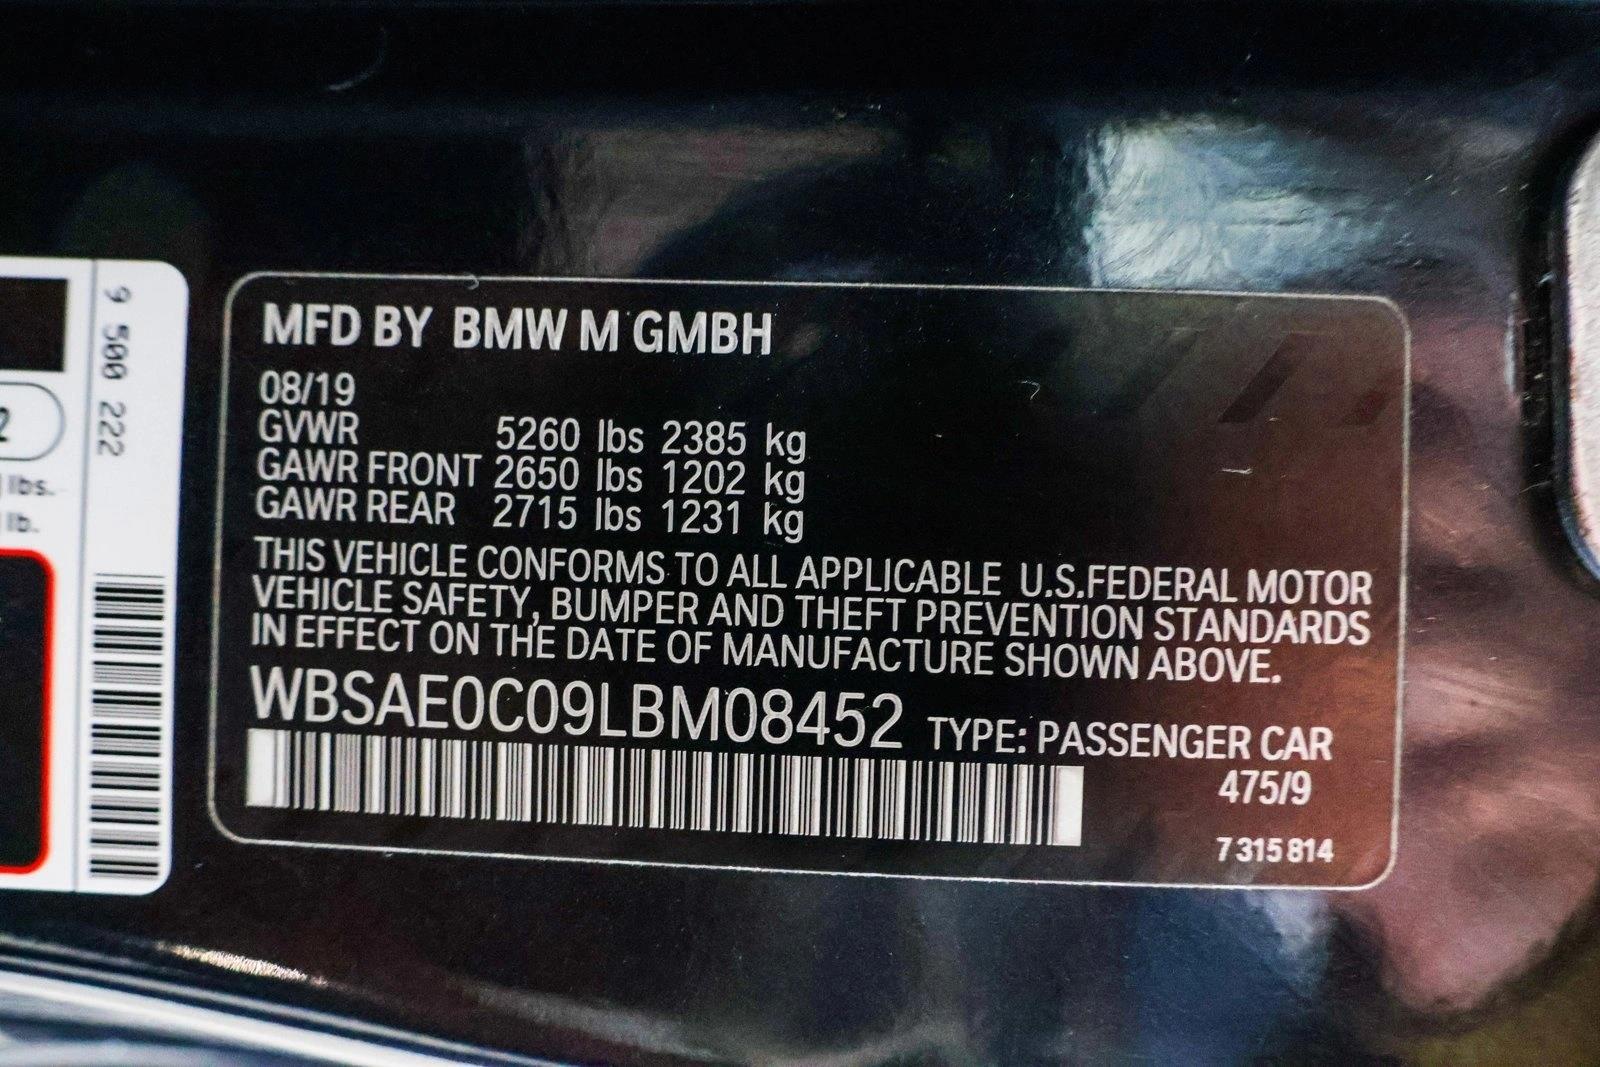 MFD BY BMW M GMBH
08/19
GVWR 5260 lbs 2385 kg
GAWR FRONT 2650 lbs 1202 kg
GAWR REAR 2715 lbs 1231 kg
THIS VEHICLE CONFORMS TO ALL APPLICABLE U.S.FEDERAL MOTOR
VEHICLE SAFETY, BUMPER AND THEFT PREVENTION STANDARDS
IN EFFECT ON THE DATE OF MANUFACTURE SHOWN ABOVE.
WBSAE0C09LBM08452 TYPE: PASSENGER CAR
475/9
7 315 814
9 500 222
2
lbs.
lb.